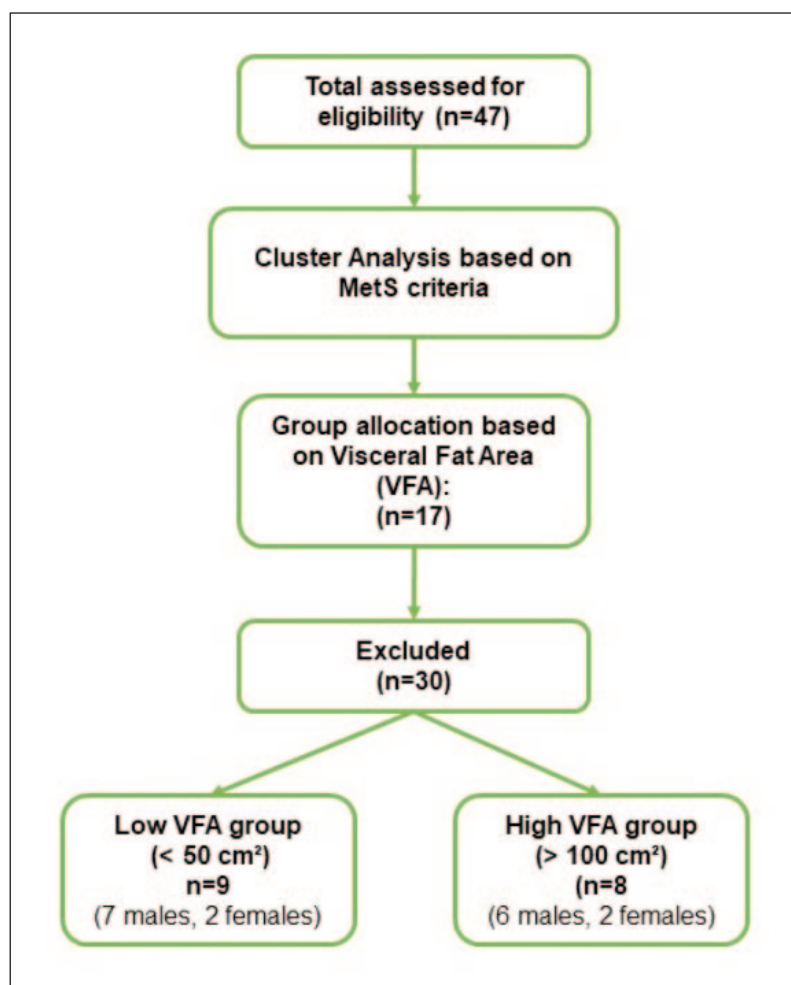 Total assessed for
eligibility (n=47)
Cluster Analysis based on
MetS criteria
Group allocation based
on Visceral Fat Area
(VFA):
(n=17)
Excluded
(n=30)
Low VFA group
(< 50 cm²)
n=9
(7 males, 2 females)
High VFA group
(> 100 cm²)
(n=8
(6 males, 2 females)